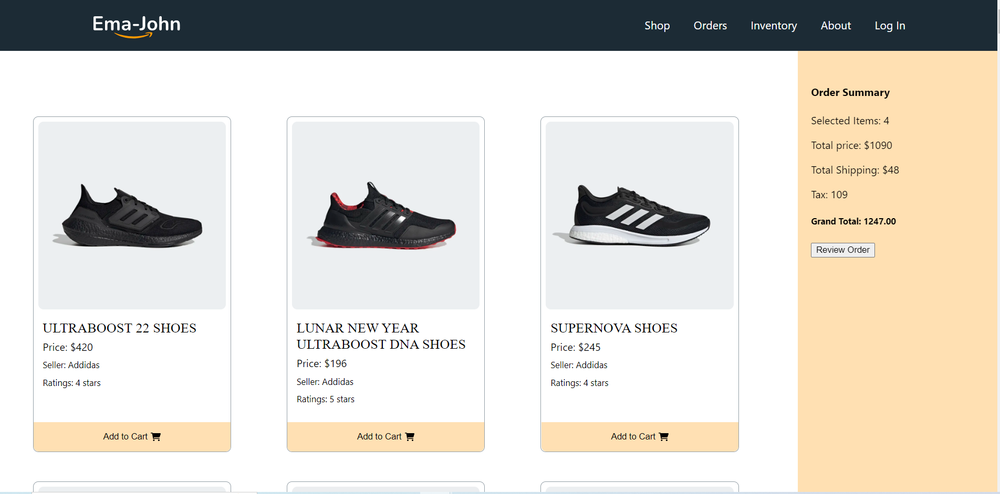 Ema-John
Shop
Orders
Inventory
About
Log In
ULTRABOOST 22 SHOES
Price: $420
Seller: Addidas
Ratings: 4 stars
Add to Cart
LUNAR NEW YEAR
ULTRABOOST DNA SHOES
Price: $196
Seller: Addidas
Ratings: 5 stars
Add to Cart
SUPERNOVA SHOES
Price: $245
Seller: Addidas
Ratings: 4 stars
Add to Cart
Order Summary
Selected Items: 4
Total price: $1090
Total Shipping: $48
Tax: 109
Grand Total: 1247.00
Review Order